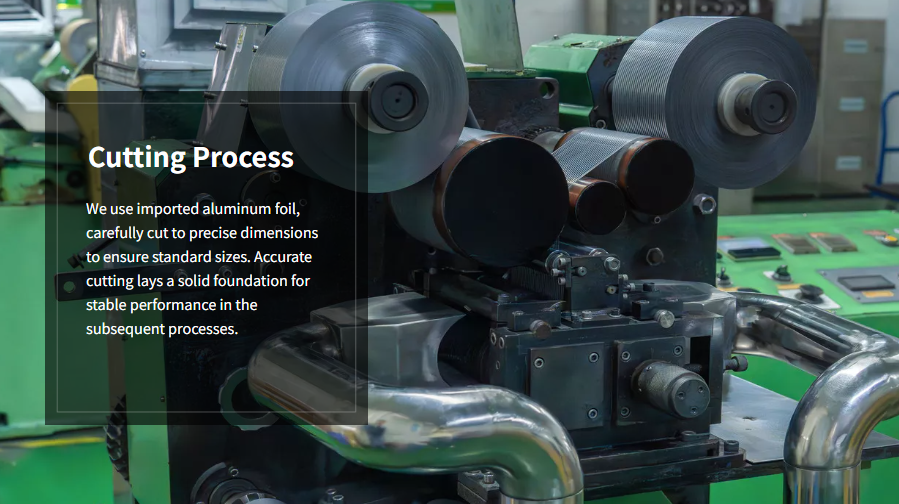 Cutting Process
We use imported aluminum foil,
carefully cut to precise dimensions
to ensure standard sizes. Accurate
cutting lays a solid foundation for
stable performance in the
subsequent processes.